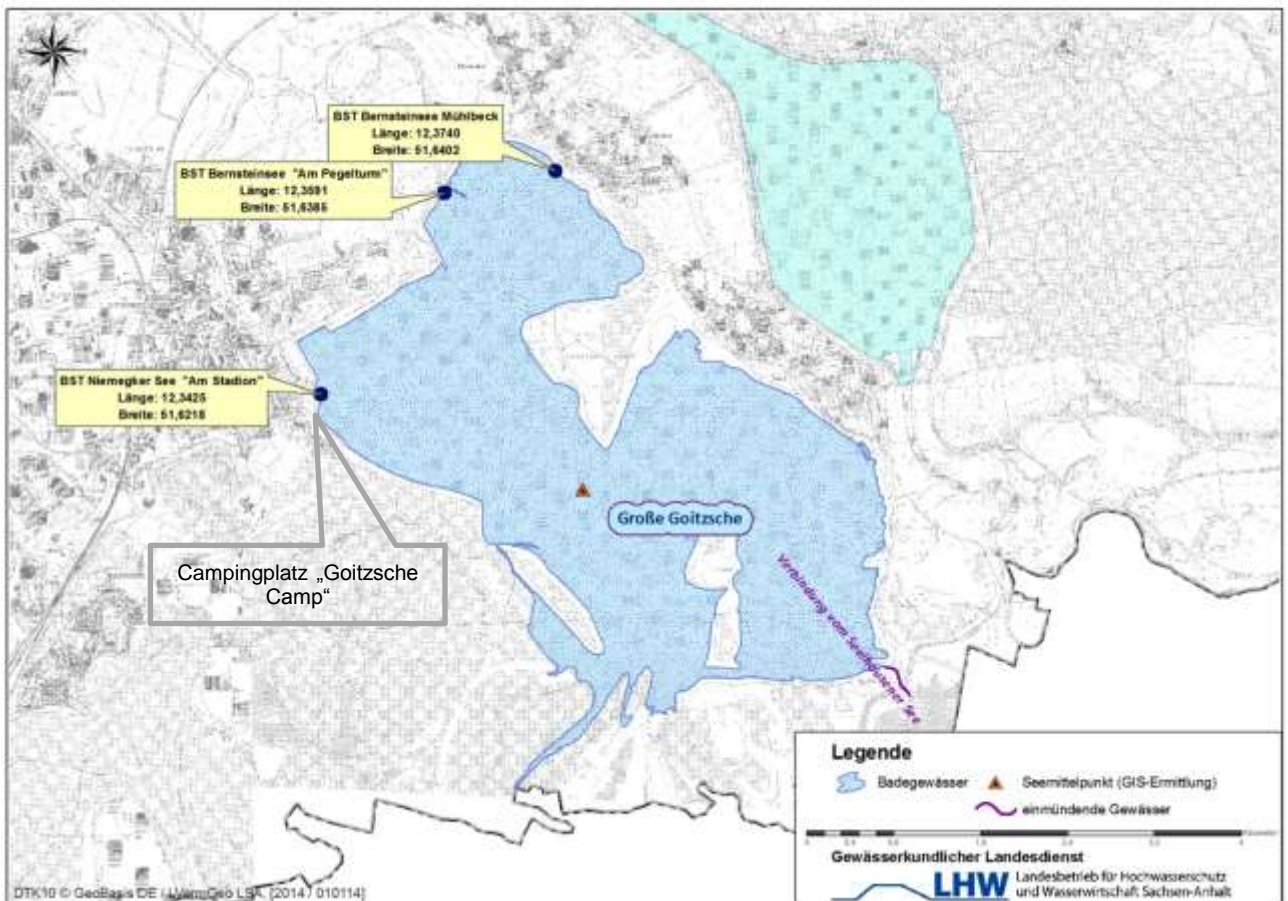 BST Bernsteinsee Mühlbeck
Länge: 12,3740
Breite: 51,6402
BST Bernsteinsee "Am Pegelturm"
Länge: 12,3591
Breite: 51,6385
BST Niemegker See "Am Stadion"
Länge: 12,3425
Breite: 51,6218
Große Goitzsche
Campingplatz „Goitzsche
Camp“
Verbindung vom Seelhausener See
Legende
Badegewässer
Seemittelpunkt (GIS-Ermittlung)
einmündende Gewässer
Gewässerkundlicher Landesdienst
LHW
Landesbetrieb für Hochwasserschutz
und Wasserwirtschaft Sachsen-Anhalt
DTK10 © GeoBasis DE / LVermGeo LSA, [2014 / 010114]